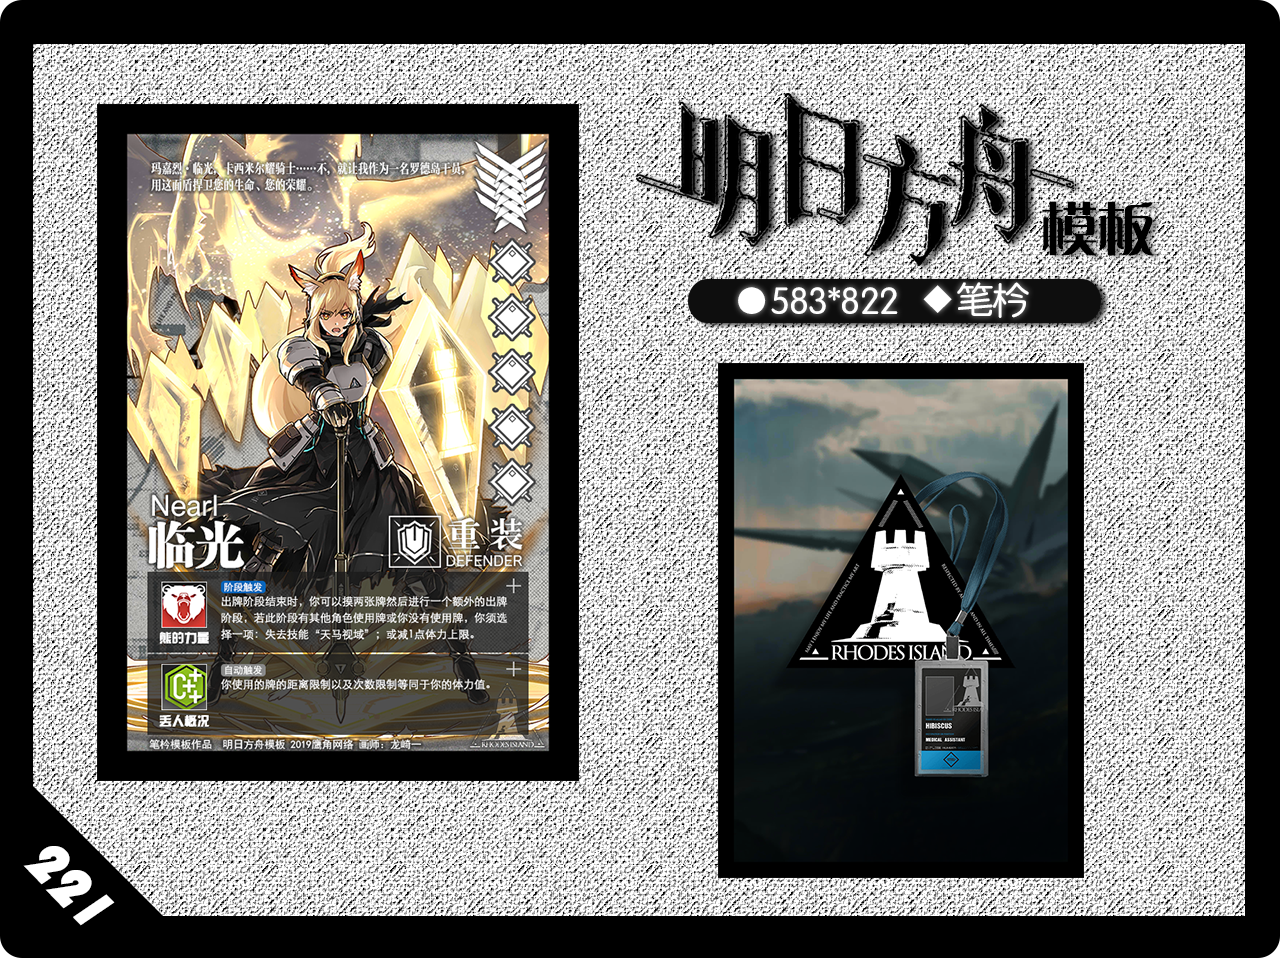 明日方舟
模板
583*822 笔枔
玛嘉烈·临光，卡西米尔耀骑士……不，就让我作为一名罗德岛干员，
用这面盾捍卫您的生命、您的荣耀。
Nearl
临光
重装
DEFENDER
阶段触发
出牌阶段结束时，你可以摸两张牌然后进行一个额外的出牌
阶段，若此阶段有其他角色使用牌或你没有使用牌，你须选
择一项：失去技能“天马视域”；或减1点体力上限。
熊的力量
自动触发
你使用的牌的距离限制以及次数限制等同于你的体力值。
C++
丢人概况
笔枔模板作品 明日方舟模板 2019鹰角网络 画师：龙崎一
RHODES ISLAND
RHODES ISLAND
HIBISCUS
MEDICAL ASSISTANT
221